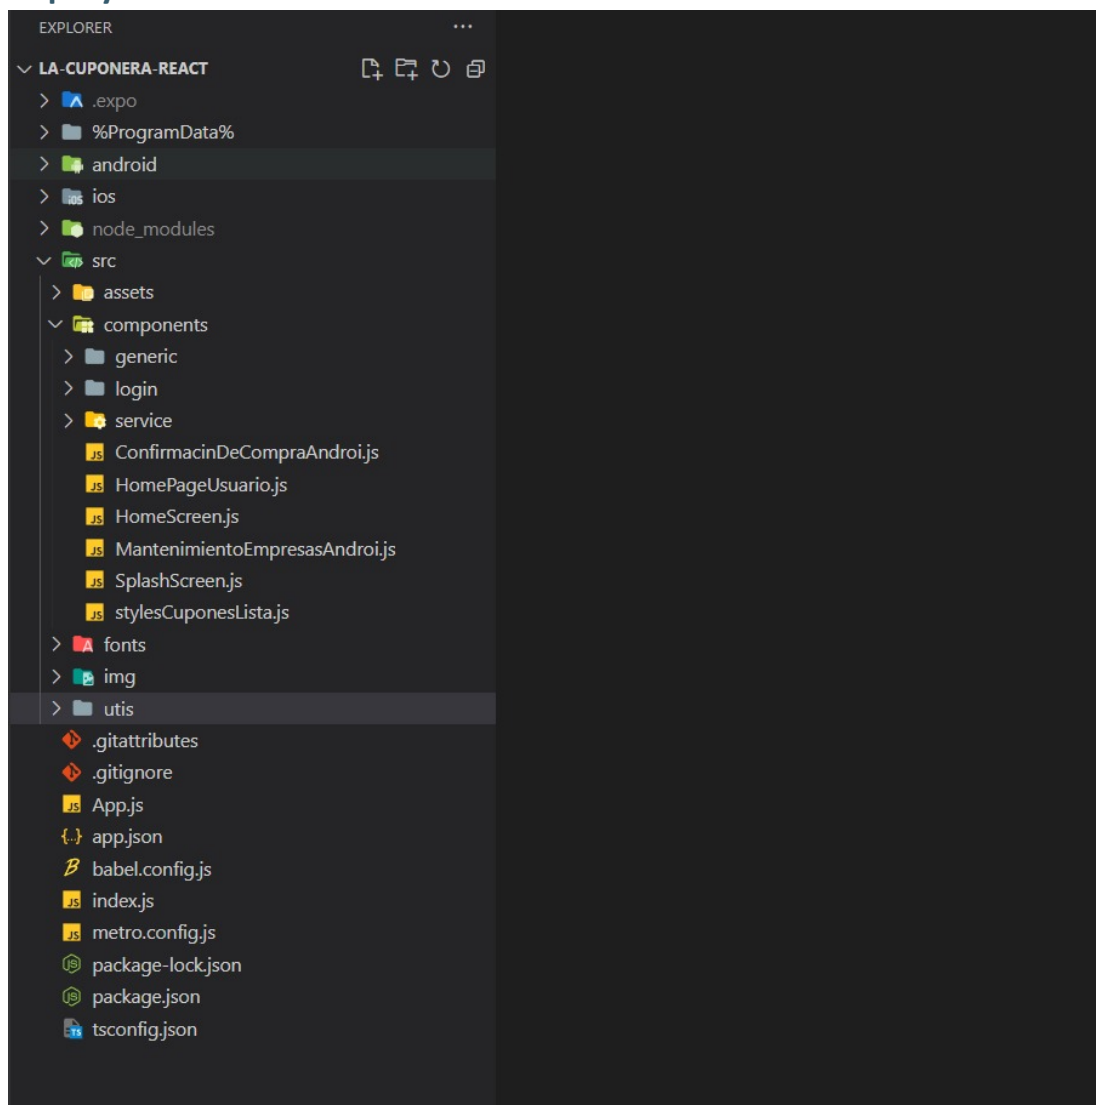 EXPLORER
LA-CUPONERA-REACT
.expo
%ProgramData%
android
ios
node_modules
src
assets
components
generic
login
service
ConfirmacinDeCompraAndroi.js
HomePageUsuario.js
HomeScreen.js
MantenimientoEmpresasAndroi.js
SplashScreen.js
stylesCuponesLista.js
fonts
img
utis
.gitattributes
.gitignore
App.js
app.json
babel.config.js
index.js
metro.config.js
package-lock.json
package.json
tsconfig.json